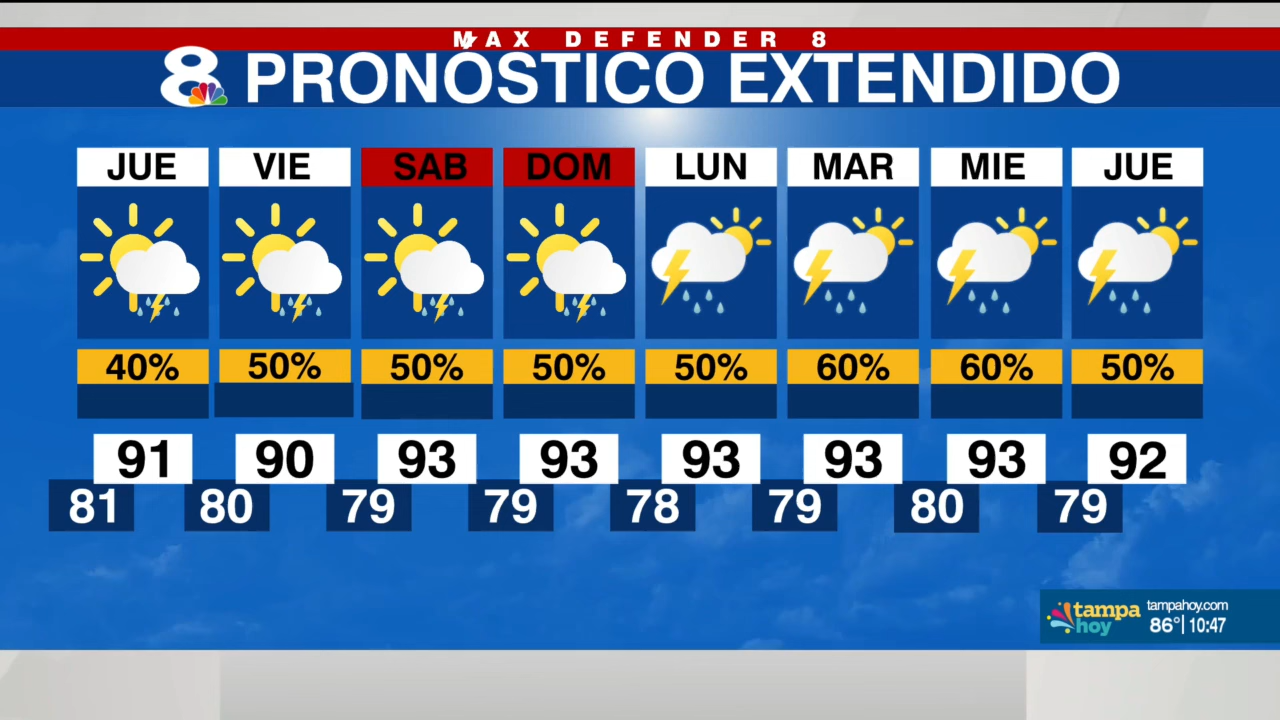 MAX DEFENDER 8
8 PRONÓSTICO EXTENDIDO
JUE VIE SAB DOM LUN MAR MIE JUE
40% 50% 50% 50% 50% 60% 60% 50%
91 90 93 93 93 93 93 92
81 80 79 79 78 79 80 79
tampa hoy
tampahoy.com
86° | 10:47